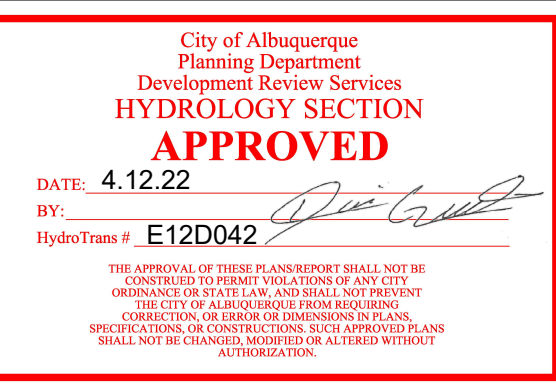 City of Albuquerque
Planning Department
Development Review Services
HYDROLOGY SECTION
APPROVED
DATE: 4.12.22
BY:
HydroTrans # E12D042
THE APPROVAL OF THESE PLANS/REPORT SHALL NOT BE
CONSTRUED TO PERMIT VIOLATIONS OF ANY CITY
ORDINANCE OR STATE LAW, AND SHALL NOT PREVENT
THE CITY OF ALBUQUERQUE FROM REQUIRING
CORRECTION, OR ERROR OR DIMENSIONS IN PLANS,
SPECIFICATIONS, OR CONSTRUCTIONS. SUCH APPROVED PLANS
SHALL NOT BE CHANGED, MODIFIED OR ALTERED WITHOUT
AUTHORIZATION.